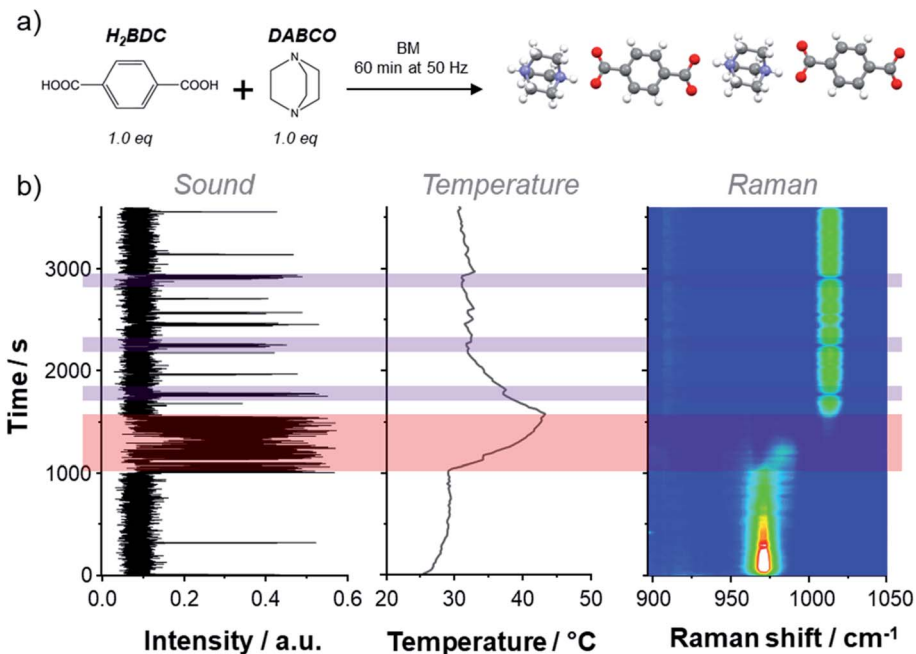 a)
H₂BDC
DABCO
HOOC
COOH
+
N
N
BM
60 min at 50 Hz
1.0 eq
1.0 eq
b)
Sound
Temperature
Raman
Time / s
3000
2000
1000
0
0.0 0.2 0.4 0.6
20 30 40 50
900 1000 1050
Intensity / a.u.
Temperature / °C
Raman shift / cm⁻¹